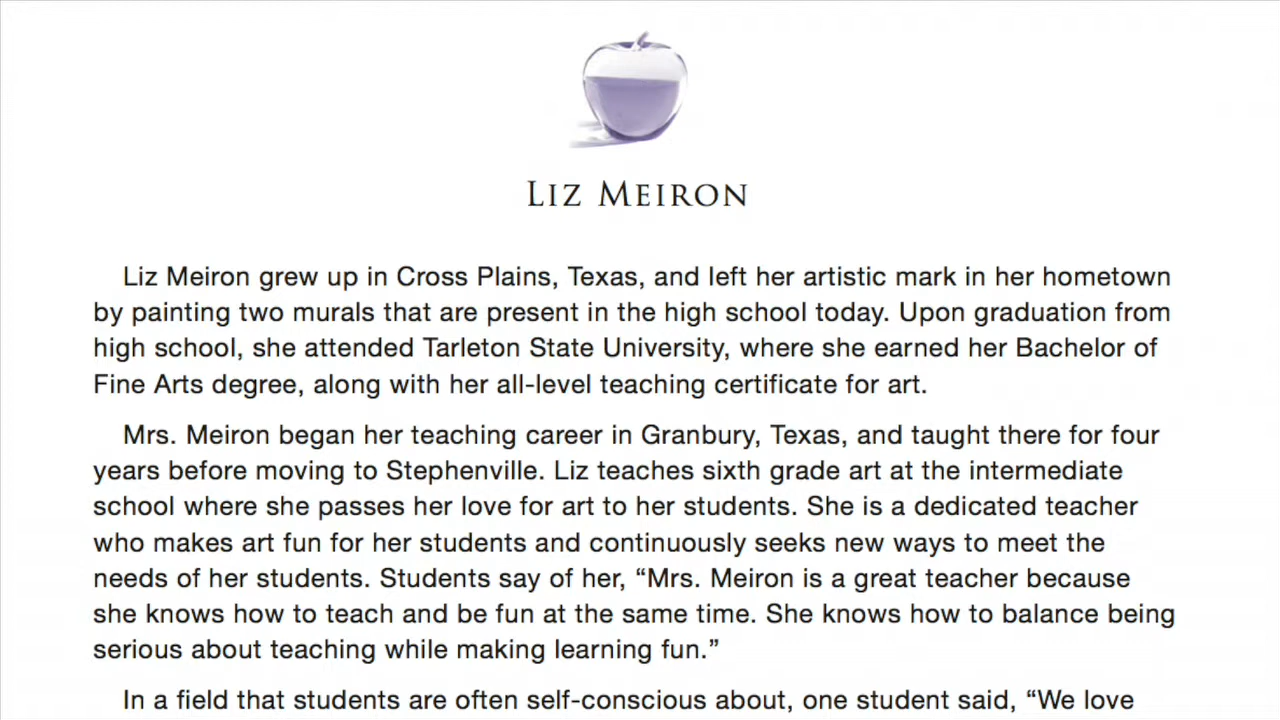 LIZ MEIRON
Liz Meiron grew up in Cross Plains, Texas, and left her artistic mark in her hometown
by painting two murals that are present in the high school today. Upon graduation from
high school, she attended Tarleton State University, where she earned her Bachelor of
Fine Arts degree, along with her all-level teaching certificate for art.
Mrs. Meiron began her teaching career in Granbury, Texas, and taught there for four
years before moving to Stephenville. Liz teaches sixth grade art at the intermediate
school where she passes her love for art to her students. She is a dedicated teacher
who makes art fun for her students and continuously seeks new ways to meet the
needs of her students. Students say of her, “Mrs. Meiron is a great teacher because
she knows how to teach and be fun at the same time. She knows how to balance being
serious about teaching while making learning fun.”
In a field that students are often self-conscious about, one student said, “We love